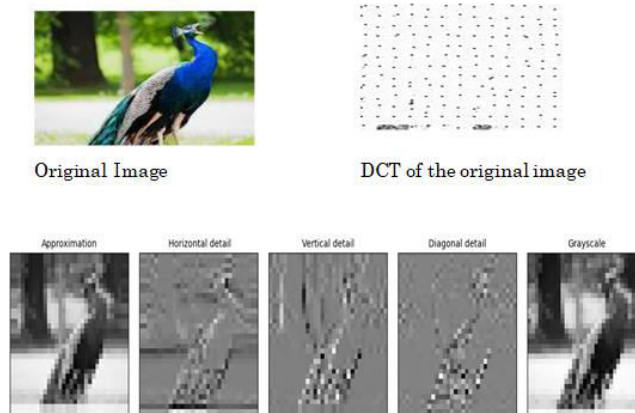 Original Image
DCT of the original image
Approximation
Horizontal detail
Vertical detail
Diagonal detail
Grayscale